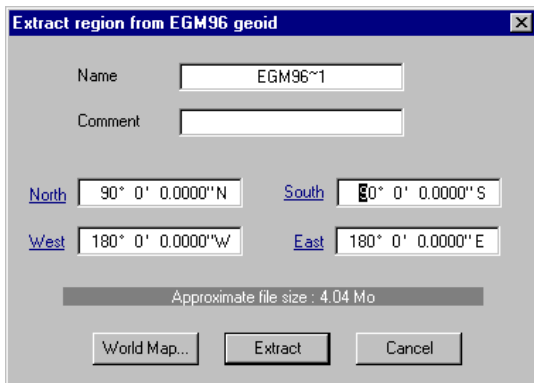 Extract region from EGM96 geoid
Name EGM96~1
Comment
North 90° 0' 0.0000"N South 90° 0' 0.0000" S
West 180° 0' 0.0000"W East 180° 0' 0.0000" E
Approximate file size : 4.04 Mo
World Map... Extract Cancel